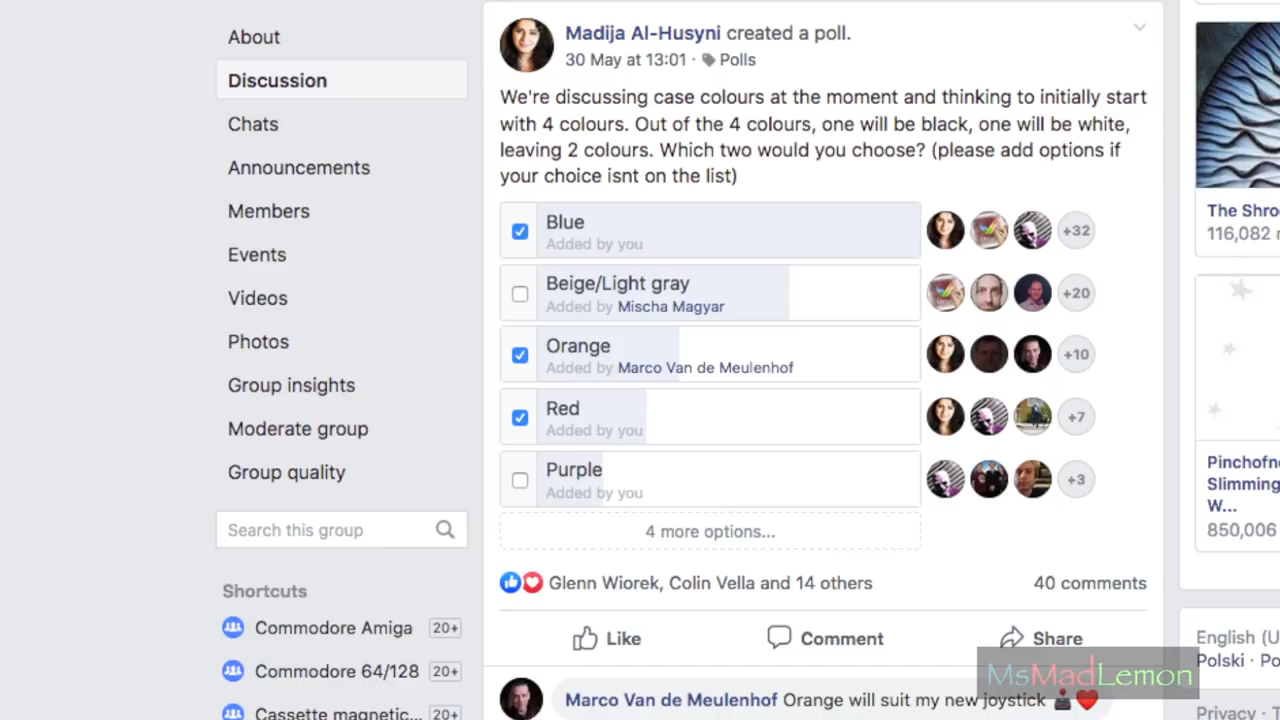 About
Discussion
Chats
Announcements
Members
Events
Videos
Photos
Group insights
Moderate group
Group quality
Search this group
Shortcuts
Commodore Amiga 20+
Commodore 64/128 20+
Cassette magnetic... 20+
Madija Al-Husyni created a poll.
30 May at 13:01 · Polls
We're discussing case colours at the moment and thinking to initially start
with 4 colours. Out of the 4 colours, one will be black, one will be white,
leaving 2 colours. Which two would you choose? (please add options if
your choice isnt on the list)
Blue
Added by you
+32
Beige/Light gray
Added by Mischa Magyar
+20
Orange
Added by Marco Van de Meulenhof
+10
Red
Added by you
+7
Purple
Added by you
+3
4 more options...
Glenn Wiorek, Colin Vella and 14 others 40 comments
Like Comment Share
Marco Van de Meulenhof Orange will suit my new joystick 🕹️❤️
MsMadLemon
The Shro
116,082
Pinchofn
Slimming
W...
850,006
English (U
Polski · Po
Privacy ·